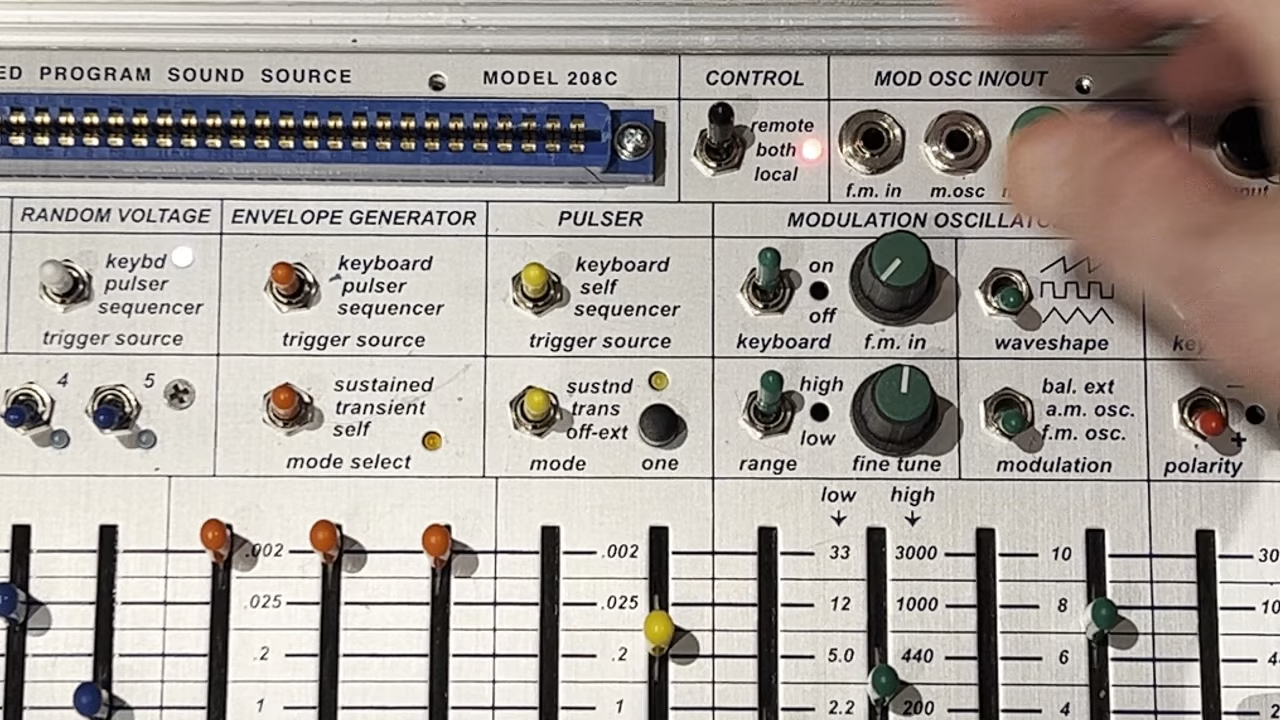 PROGRAM SOUND SOURCE
MODEL 208C
CONTROL
MOD OSC IN/OUT
remote
both
local
f.m. in
m.osc
RANDOM VOLTAGE
ENVELOPE GENERATOR
PULSER
MODULATION
keybd
pulser
sequencer
trigger source
keyboard
pulser
sequencer
trigger source
keyboard
self
sequencer
trigger source
on
off
keyboard
f.m. in
waveshape
4
5
sustained
transient
self
mode select
sustnd
trans
off-ext
mode
one
high
low
range
fine tune
bal. ext
a.m. osc.
f.m. osc.
modulation
– 
+
polarity
low
high
.002
.002
33
3000
10
.025
.025
12
1000
8
.2
.2
5.0
440
6
1
1
2.2
200
4